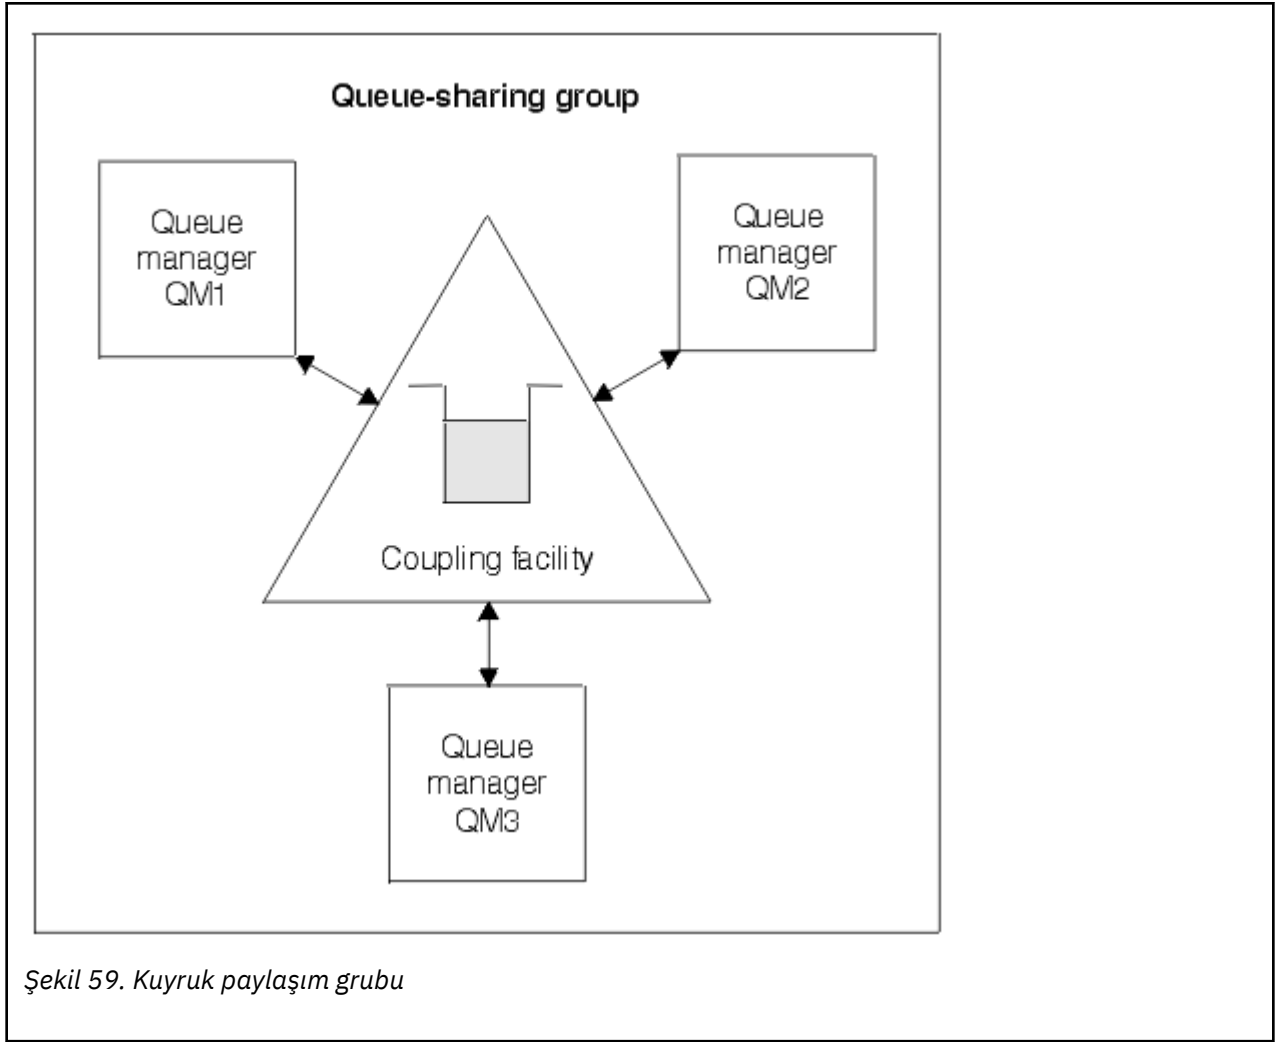 Queue-sharing group
Queue
manager
QM1
Queue
manager
QM2
Coupling facility
Queue
manager
QM3
Şekil 59. Kuyruk paylaşım grubu